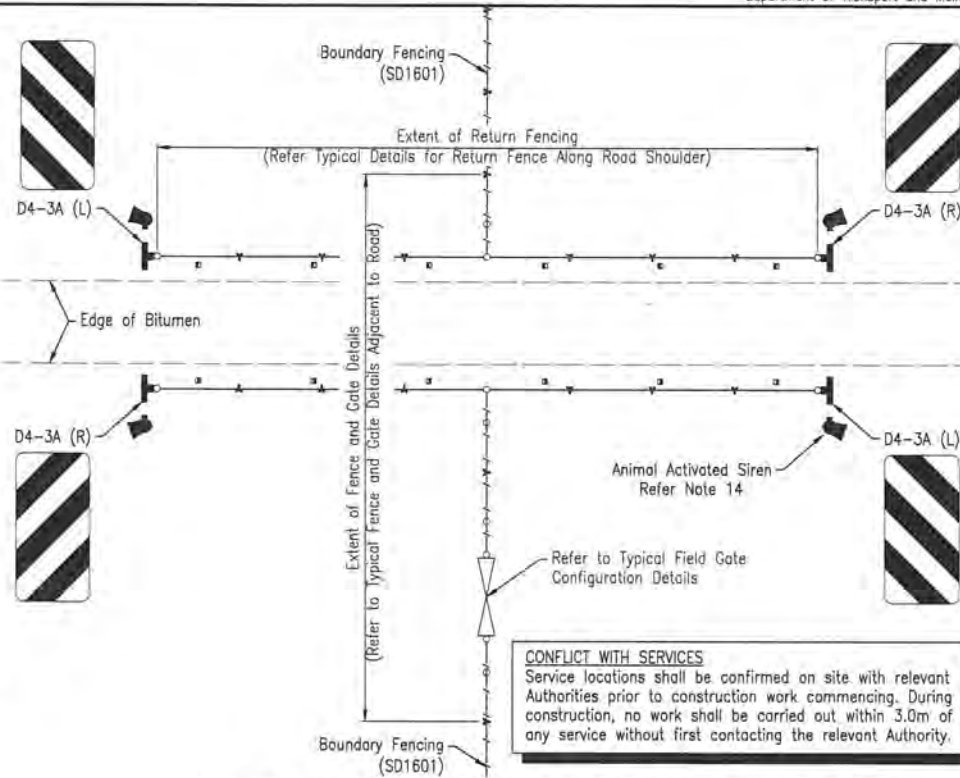 Boundary Fencing
(SD1601)
Extent of Return Fencing
(Refer Typical Details for Return Fence Along Road Shoulder)
D4-3A (L)
D4-3A (R)
Edge of Bitumen
Extent of Fence and Gate Details
(Refer to Typical Fence and Gate Details Adjacent to Road)
D4-3A (R)
D4-3A (L)
Animal Activated Siren
Refer Note 14
Refer to Typical Field Gate
Configuration Details
CONFLICT WITH SERVICES
Service locations shall be confirmed on site with relevant
Authorities prior to construction work commencing. During
construction, no work shall be carried out within 3.0m of
any service without first contacting the relevant Authority.
Boundary Fencing
(SD1601)